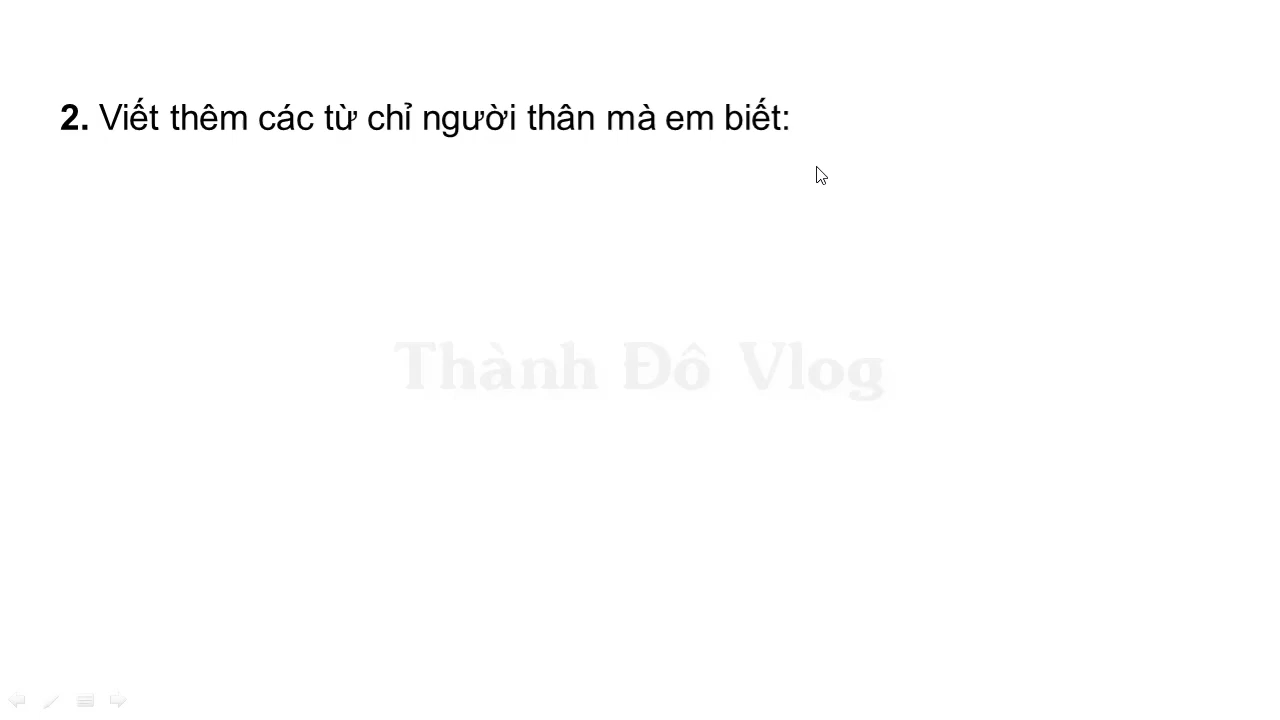 2. Viết thêm các từ chỉ người thân mà em biết:
Thành Đô Vlog